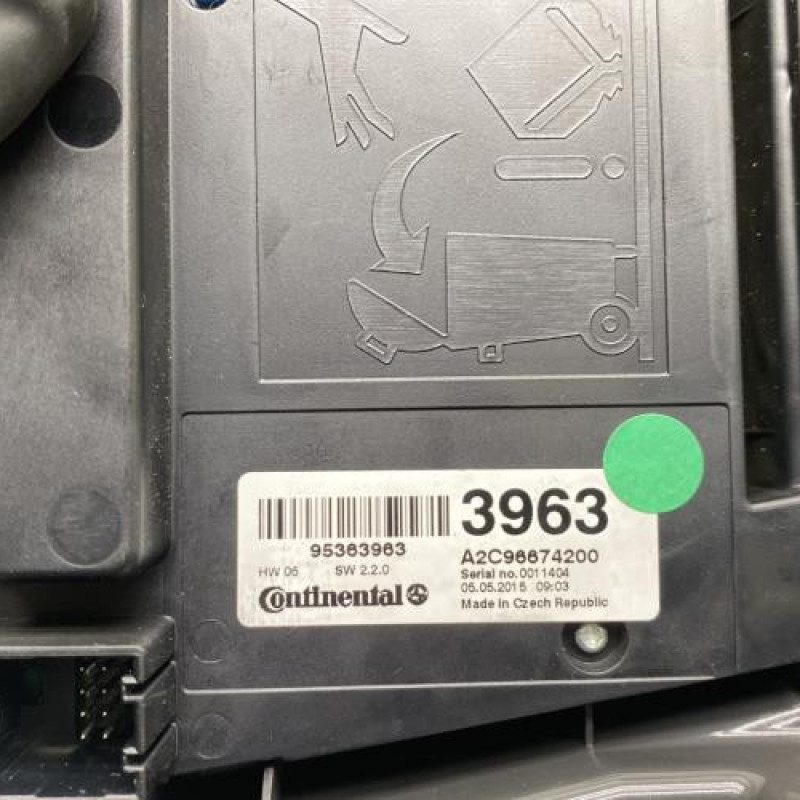 3963
95363963
A2C96674200
HW 06 SW 2.2.0
Serial no.0011404
05.05.2015 09:03
Continental
Made in Czech Republic